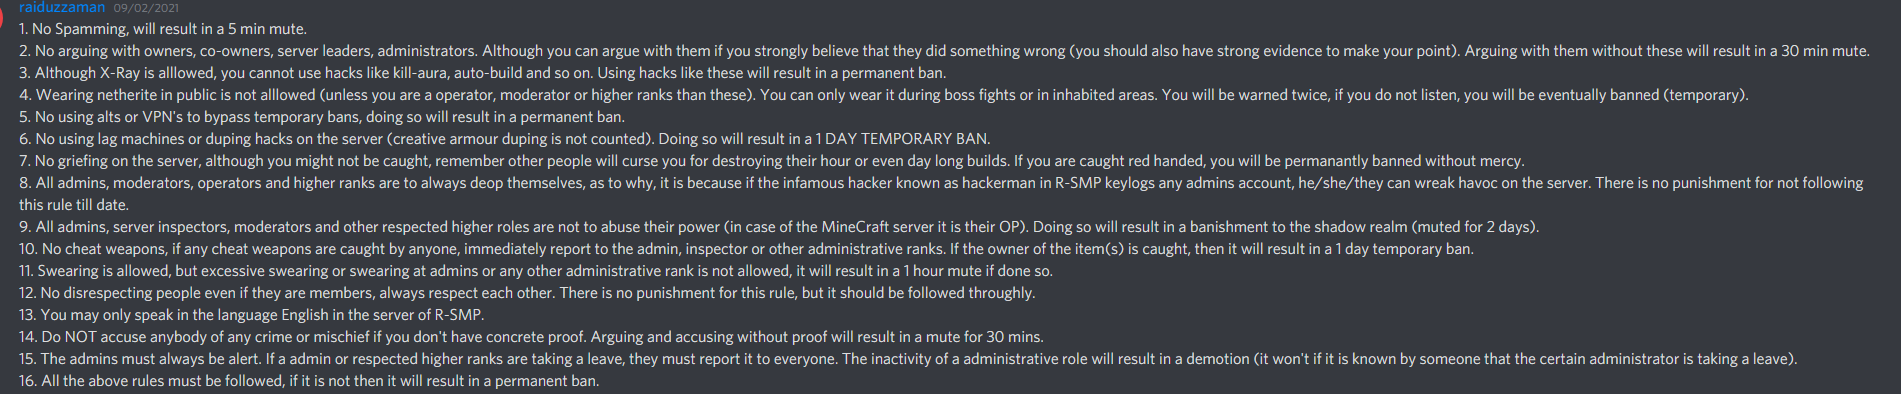 raiduzzaman 09/02/2021
1. No Spamming, will result in a 5 min mute.
2. No arguing with owners, co-owners, server leaders, administrators. Although you can argue with them if you strongly believe that they did something wrong (you should also have strong evidence to make your point). Arguing with them without these will result in a 30 min mute.
3. Although X-Ray is alllowed, you cannot use hacks like kill-aura, auto-build and so on. Using hacks like these will result in a permanent ban.
4. Wearing netherite in public is not alllowed (unless you are a operator, moderator or higher ranks than these). You can only wear it during boss fights or in inhabited areas. You will be warned twice, if you do not listen, you will be eventually banned (temporary).
5. No using alts or VPN's to bypass temporary bans, doing so will result in a permanent ban.
6. No using lag machines or duping hacks on the server (creative armour duping is not counted). Doing so will result in a 1 DAY TEMPORARY BAN.
7. No griefing on the server, although you might not be caught, remember other people will curse you for destroying their hour or even day long builds. If you are caught red handed, you will be permanantly banned without mercy.
8. All admins, moderators, operators and higher ranks are to always deop themselves, as to why, it is because if the infamous hacker known as hackerman in R-SMP keylogs any admins account, he/she/they can wreak havoc on the server. There is no punishment for not following
this rule till date.
9. All admins, server inspectors, moderators and other respected higher roles are not to abuse their power (in case of the MineCraft server it is their OP). Doing so will result in a banishment to the shadow realm (muted for 2 days).
10. No cheat weapons, if any cheat weapons are caught by anyone, immediately report to the admin, inspector or other administrative ranks. If the owner of the item(s) is caught, then it will result in a 1 day temporary ban.
11. Swearing is allowed, but excessive swearing or swearing at admins or any other administrative rank is not allowed, it will result in a 1 hour mute if done so.
12. No disrespecting people even if they are members, always respect each other. There is no punishment for this rule, but it should be followed throughly.
13. You may only speak in the language English in the server of R-SMP.
14. Do NOT accuse anybody of any crime or mischief if you don't have concrete proof. Arguing and accusing without proof will result in a mute for 30 mins.
15. The admins must always be alert. If a admin or respected higher ranks are taking a leave, they must report it to everyone. The inactivity of a administrative role will result in a demotion (it won't if it is known by someone that the certain administrator is taking a leave).
16. All the above rules must be followed, if it is not then it will result in a permanent ban.